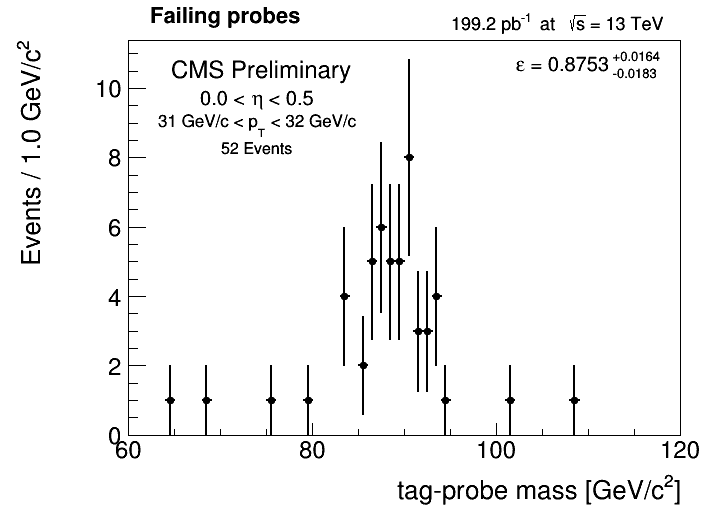 Failing probes
199.2 pb⁻¹ at √s = 13 TeV
CMS Preliminary
ε = 0.8753 +0.0164 -0.0183
0.0 < η < 0.5
31 GeV/c < p_T < 32 GeV/c
52 Events
Events / 1.0 GeV/c²
10
8
6
4
2
0
60 80 100 120
tag-probe mass [GeV/c²]